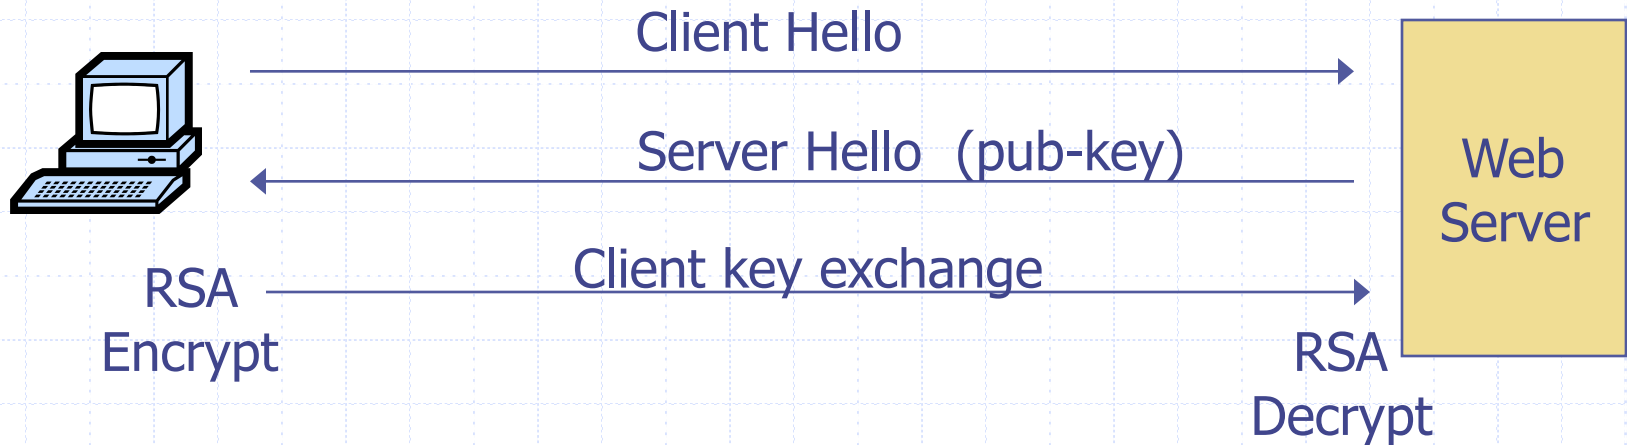 Client Hello
Server Hello (pub-key)
Web
Server
Client key exchange
RSA
Encrypt
RSA
Decrypt